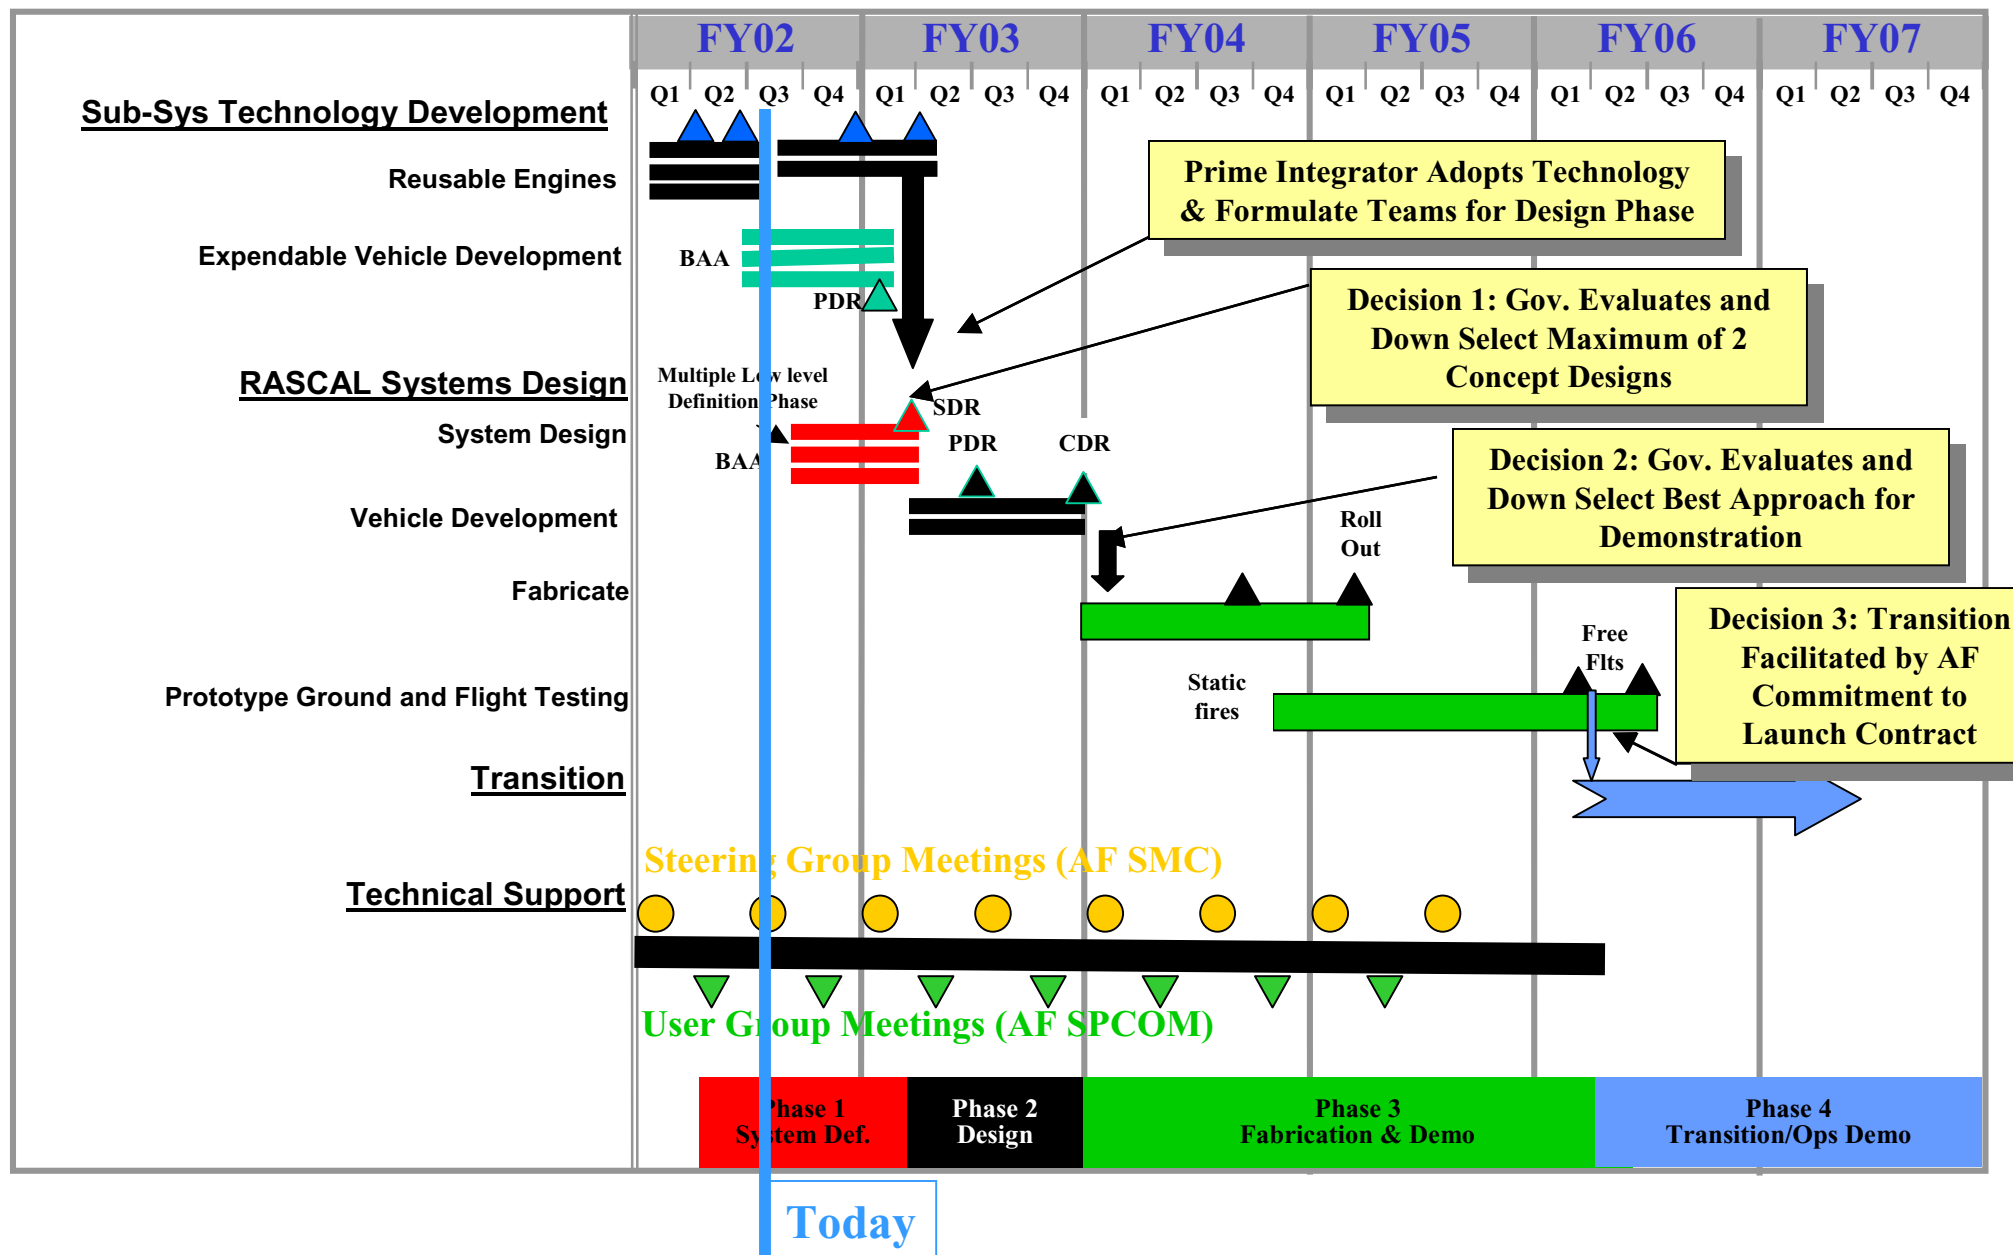 FY02 FY03 FY04 FY05 FY06 FY07
Q1 Q2 Q3 Q4 Q1 Q2 Q3 Q4 Q1 Q2 Q3 Q4 Q1 Q2 Q3 Q4 Q1 Q2 Q3 Q4 Q1 Q2 Q3 Q4
Sub-Sys Technology Development
Reusable Engines
Prime Integrator Adopts Technology
& Formulate Teams for Design Phase
Expendable Vehicle Development
BAA
PDR
Decision 1: Gov. Evaluates and
Down Select Maximum of 2
Concept Designs
RASCAL Systems Design
Multiple Low level
Definition Phase
SDR
System Design
BAA
PDR
CDR
Decision 2: Gov. Evaluates and
Down Select Best Approach for
Demonstration
Vehicle Development
Roll
Out
Fabricate
Decision 3: Transition
Facilitated by AF
Commitment to
Launch Contract
Free
Flts
Prototype Ground and Flight Testing
Static
fires
Transition
Steering Group Meetings (AF SMC)
Technical Support
User Group Meetings (AF SPCOM)
Phase 1
System Def.
Phase 2
Design
Phase 3
Fabrication & Demo
Phase 4
Transition/Ops Demo
Today